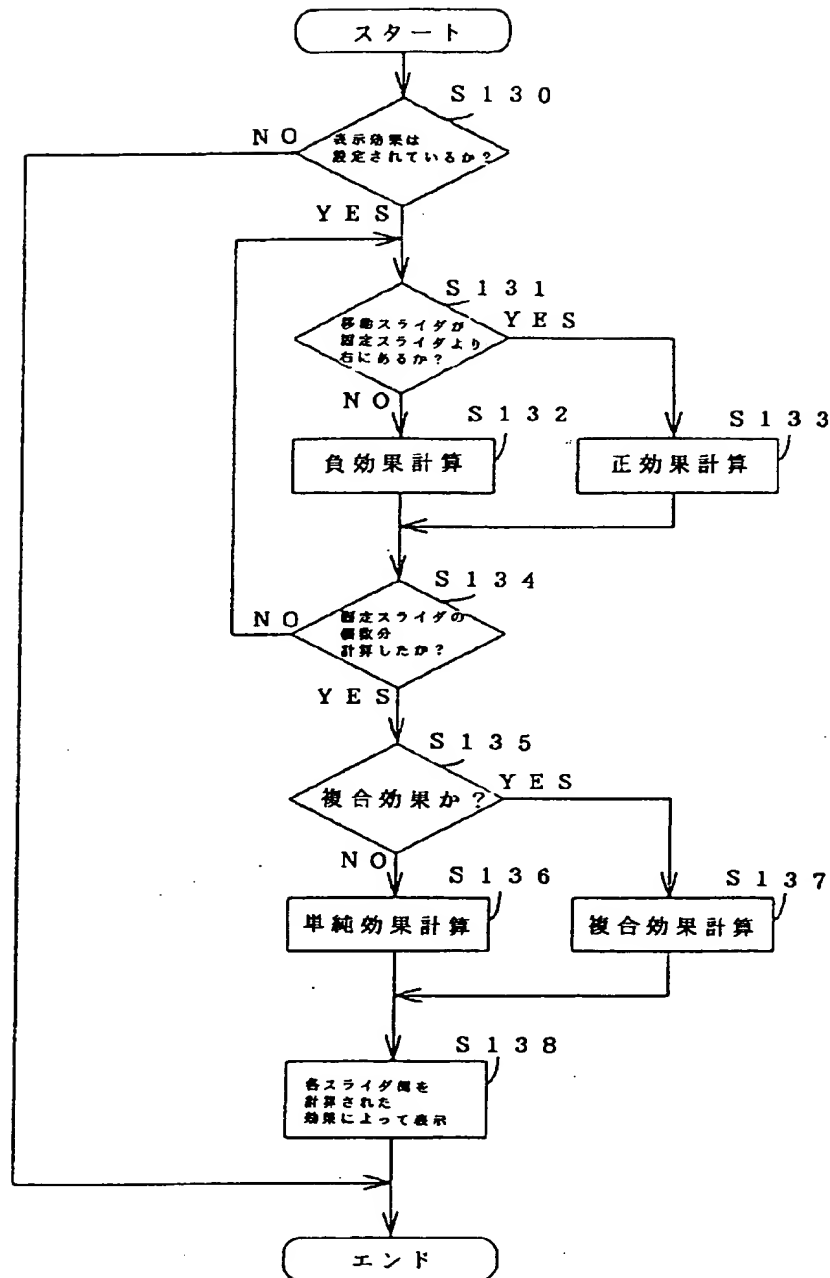 スタート
S130
NO
表示効果は
設定されているか?
YES
S131
移動スライダが
固定スライダより
右にあるか?
YES
NO
S132
S133
負効果計算
正効果計算
S134
NO
固定スライダの
個数分
計算したか?
YES
S135
複合効果か?
YES
NO
S136
S137
単純効果計算
複合効果計算
S138
各スライダ間を
計算された
効果によって表示
エンド